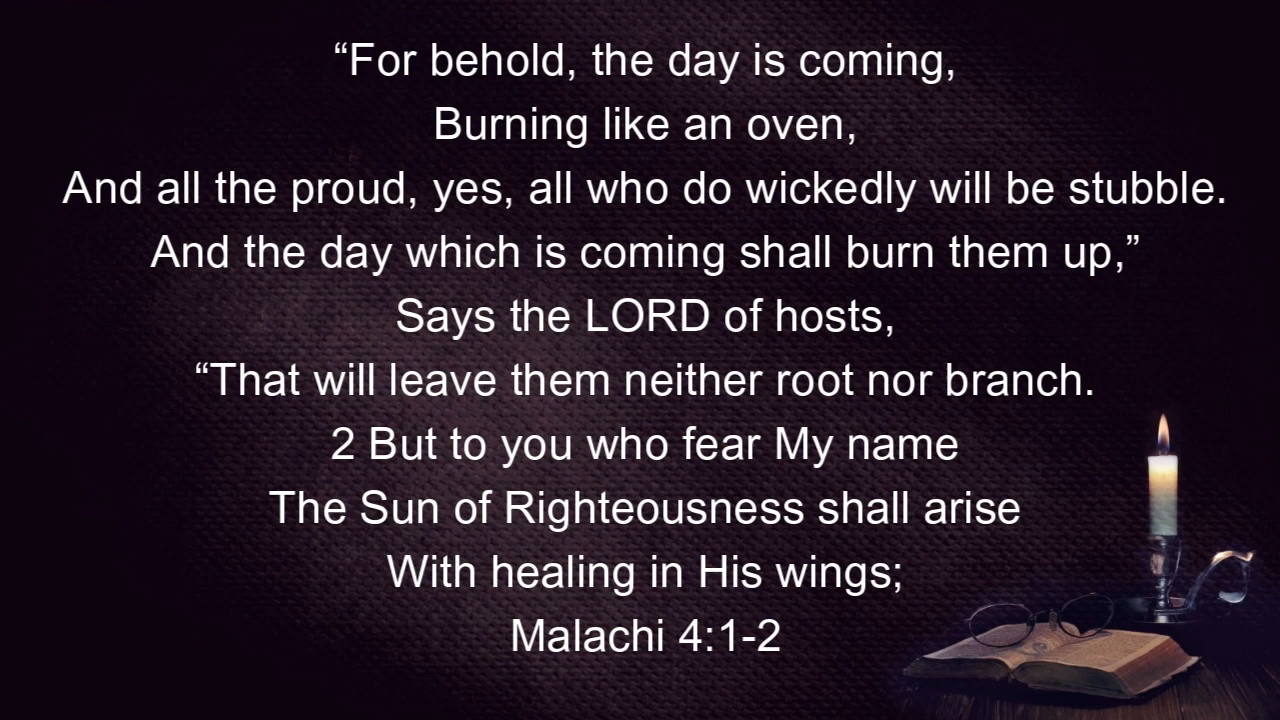 “For behold, the day is coming,
Burning like an oven,
And all the proud, yes, all who do wickedly will be stubble.
And the day which is coming shall burn them up,”
Says the LORD of hosts,
“That will leave them neither root nor branch.
2 But to you who fear My name
The Sun of Righteousness shall arise
With healing in His wings;
Malachi 4:1-2